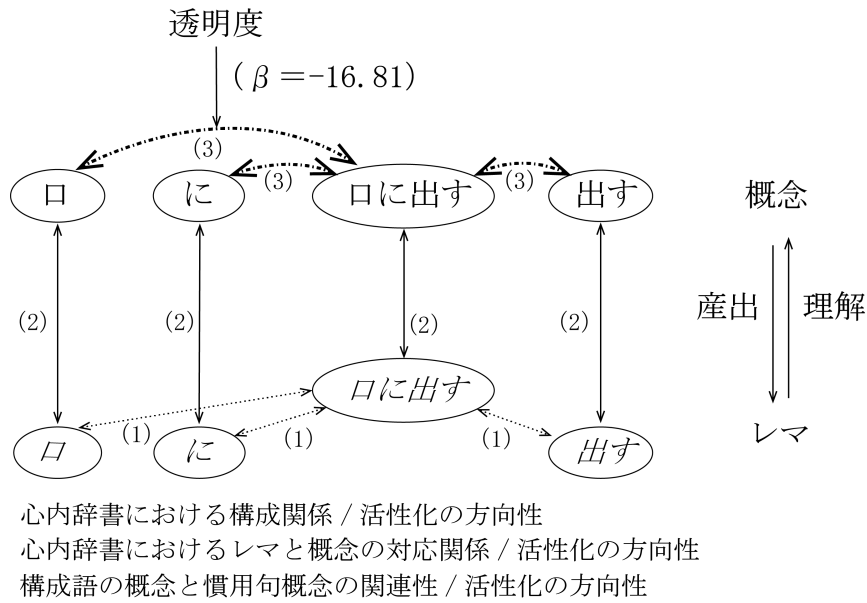 透明度
(β=-16.81)
(3)
(3) (3)
口 に 口に出す 出す 概念
(2) (2) (2) (2) 産出 理解
口に出す
(1) (1) (1) レマ
口 に 出す
心内辞書における構成関係 / 活性化の方向性
心内辞書におけるレマと概念の対応関係 / 活性化の方向性
構成語の概念と慣用句概念の関連性 / 活性化の方向性